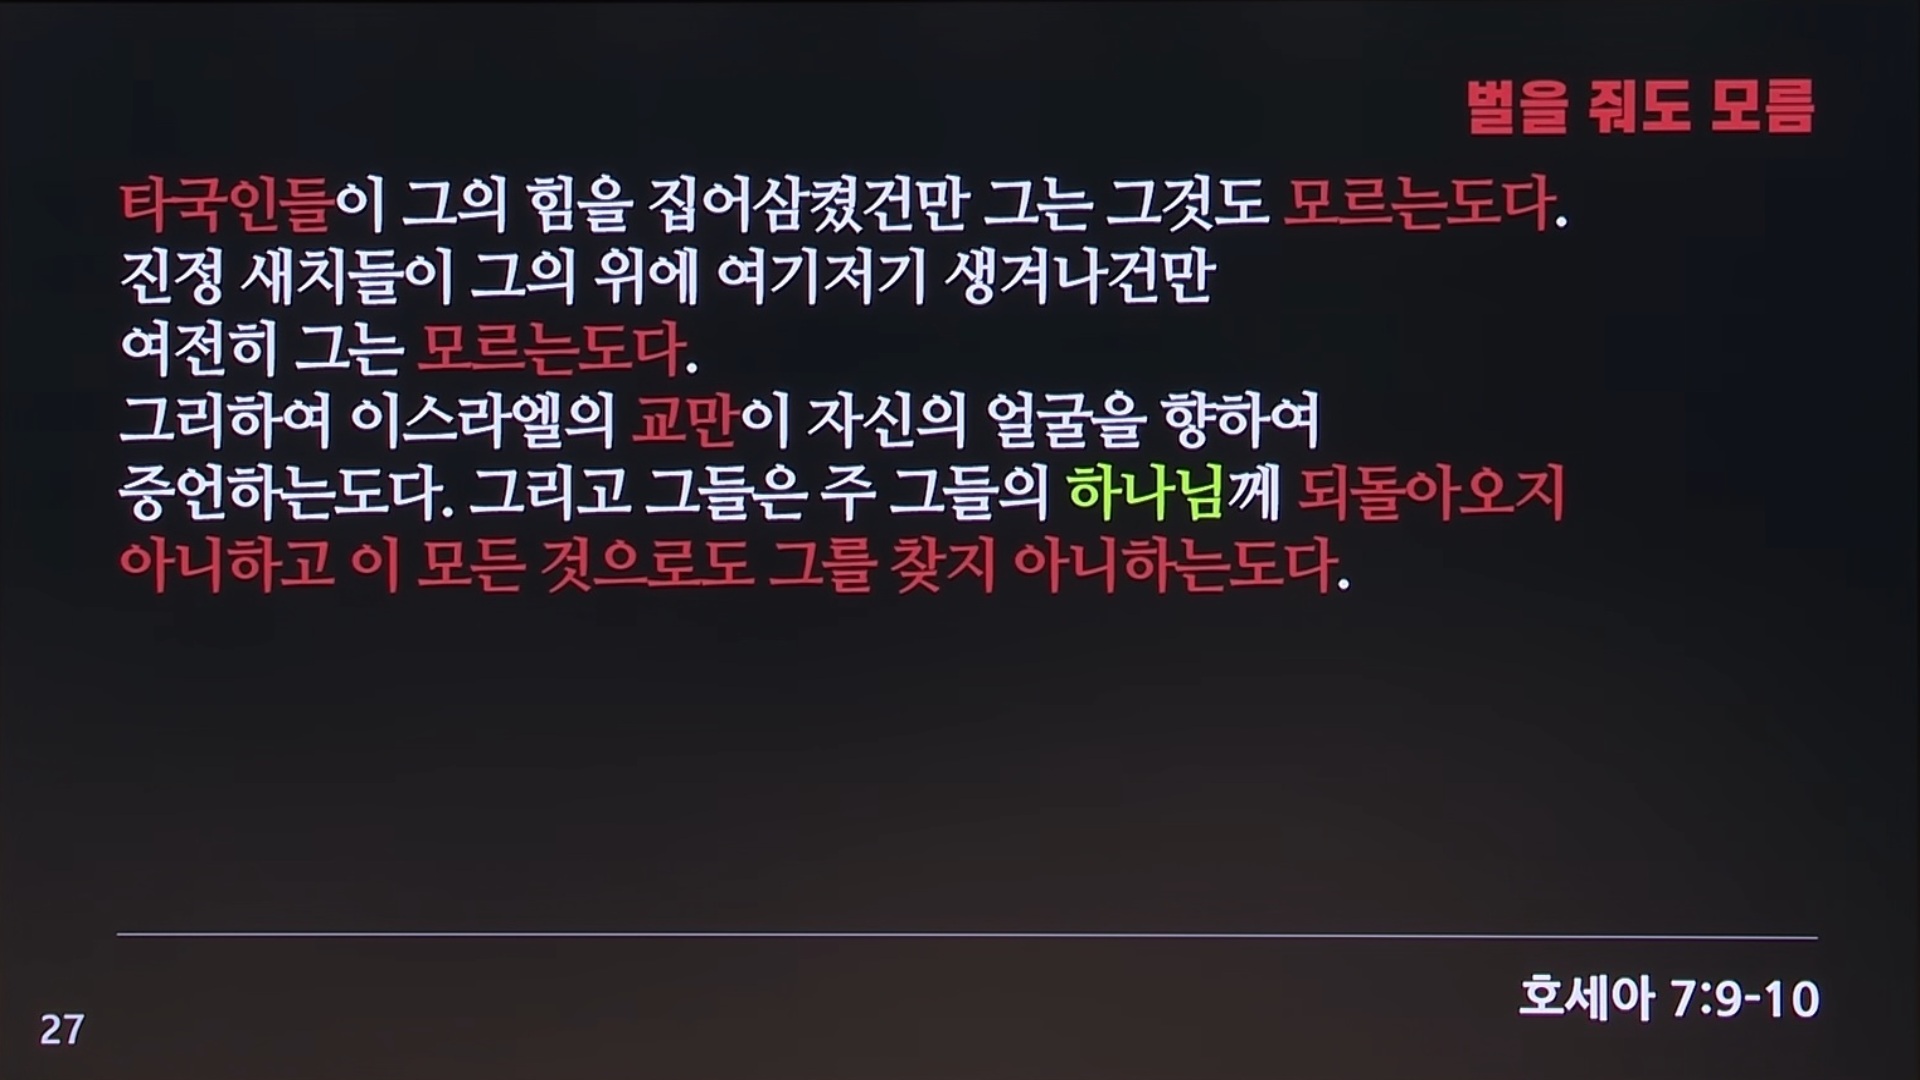 벌을 줘도 모름
타국인들이 그의 힘을 집어삼켰건만 그는 그것도 모르는도다.
진정 새치들이 그의 위에 여기저기 생겨나건만
여전히 그는 모르는도다.
그리하여 이스라엘의 교만이 자신의 얼굴을 향하여
증언하는도다. 그리고 그들은 주 그들의 하나님께 되돌아오지
아니하고 이 모든 것으로도 그를 찾지 아니하는도다.
호세아 7:9-10
27